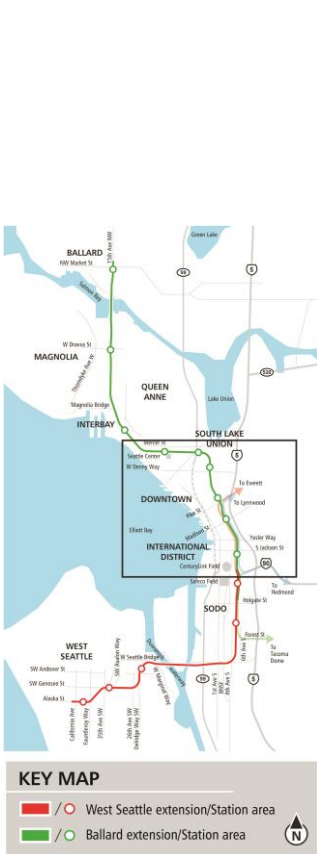 Green Lake
BALLARD
NW Market St
15th Ave NW
99
5
Salmon Bay
W Dravus St
MAGNOLIA
Thorndyke Ave W
520
QUEEN
ANNE
Lake Union
Magnolia Bridge
INTERBAY
Mercer St
SOUTH LAKE
UNION
Seattle Center
5
W Denny Way
To Everett
DOWNTOWN
To Lynnwood
Pike St
Madison St
Elliott Bay
Yesler Way
INTERNATIONAL
DISTRICT
S Jackson St
CenturyLink Field
90
Safeco Field
To
Redmond
Holgate St
SODO
Forest St
WEST
SEATTLE
SW Avalon Way
Duwamish
Waterway
6th Ave S
To
Tacoma
Dome
W Seattle Bridge
SW Andover St
SW Genesee St
W Marginal Way
99
1st Ave S
BNSF
4th Ave S
5
Alaska St
California Ave
Fauntleroy Way
35th Ave SW
26th Ave SW
Delridge Way SW
KEY MAP
/ West Seattle extension/Station area
/ Ballard extension/Station area
N